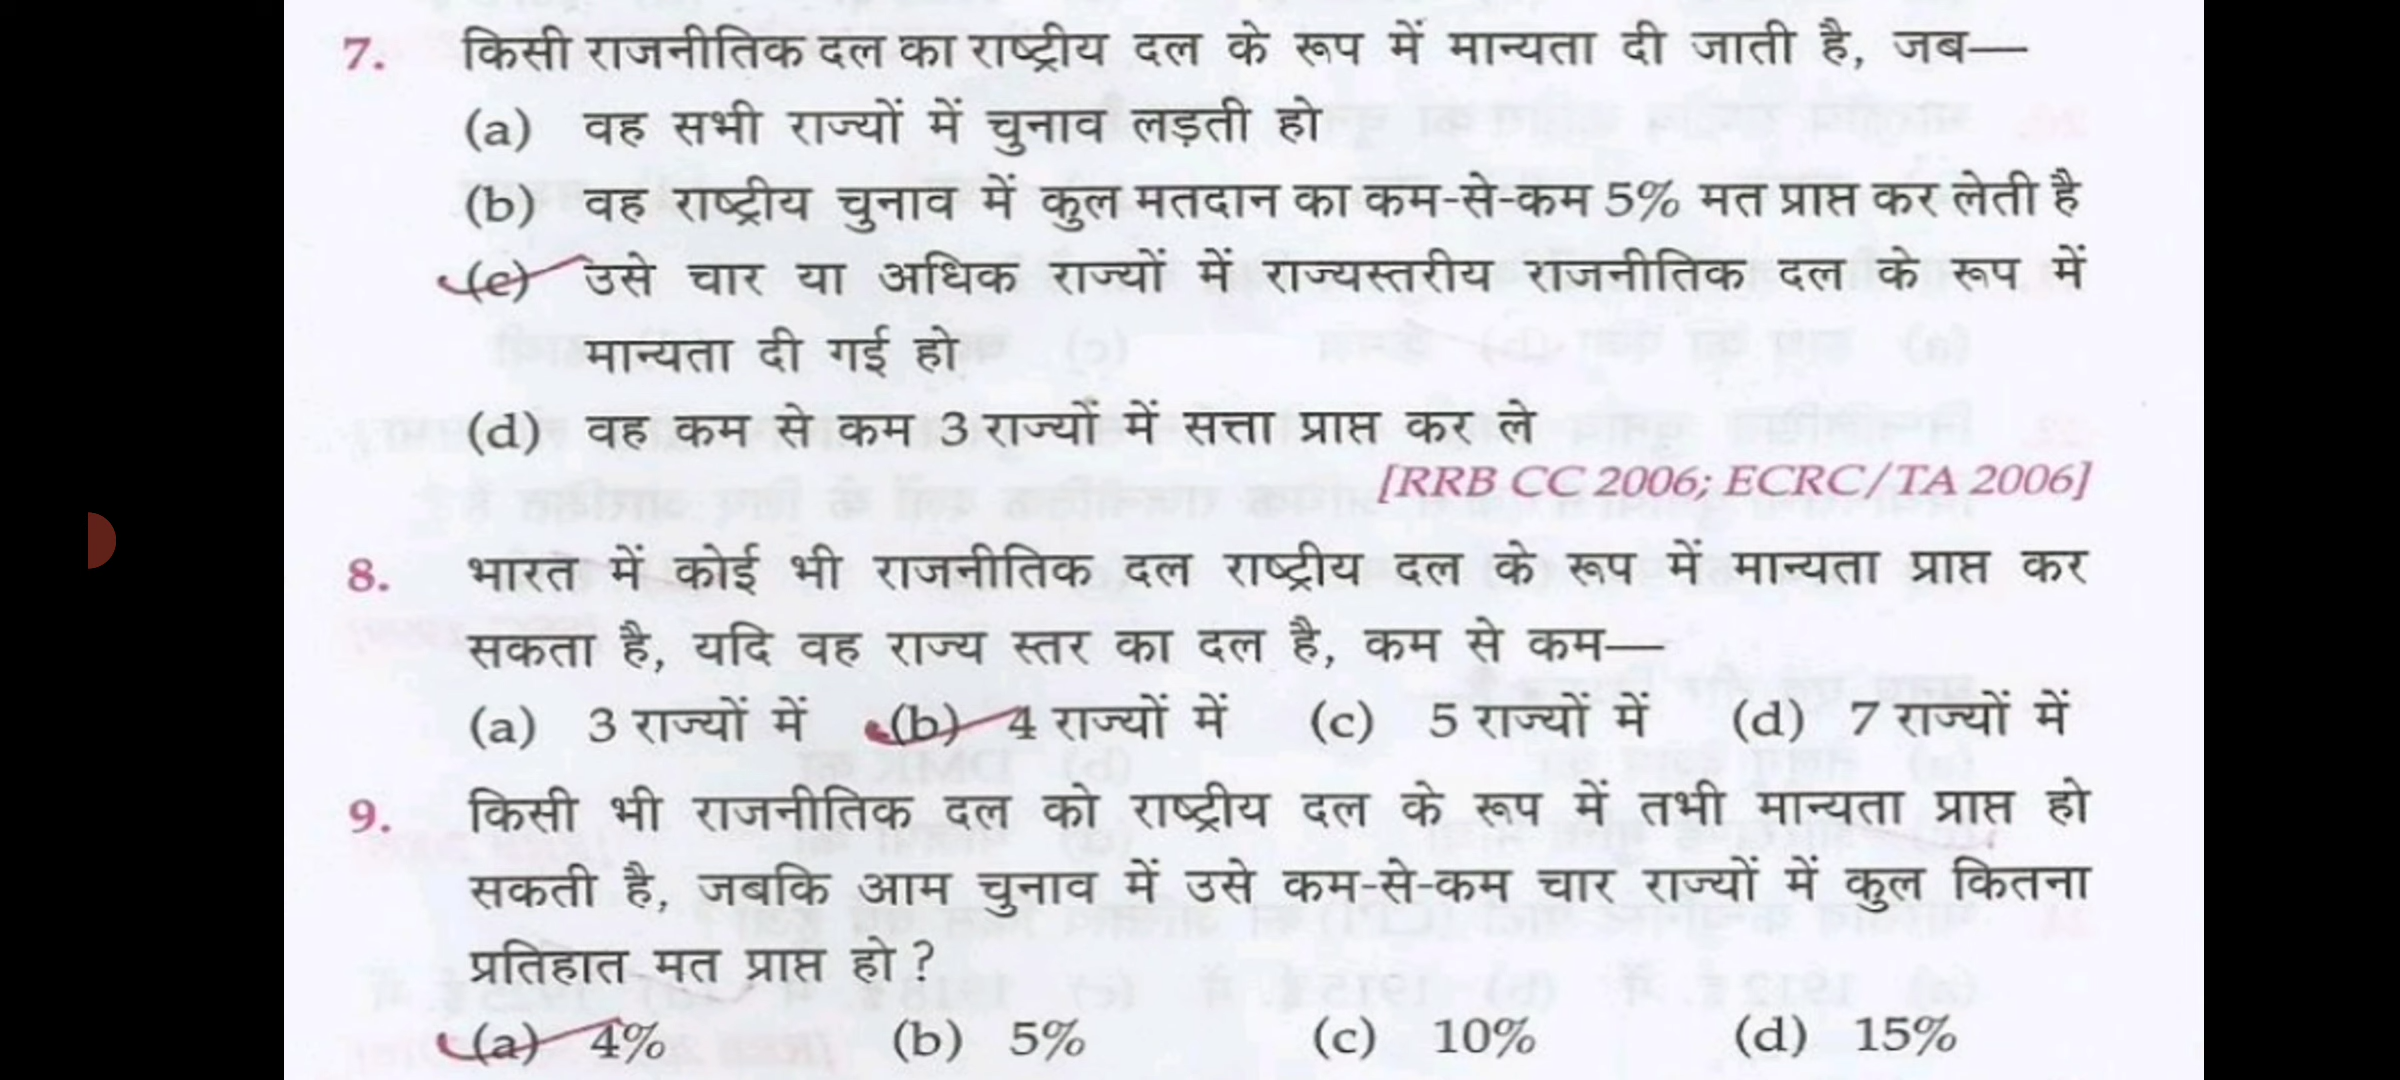 7. किसी राजनीतिक दल का राष्ट्रीय दल के रूप में मान्यता दी जाती है, जब—
(a) वह सभी राज्यों में चुनाव लड़ती हो
(b) वह राष्ट्रीय चुनाव में कुल मतदान का कम-से-कम 5% मत प्राप्त कर लेती है
(c) उसे चार या अधिक राज्यों में राज्यस्तरीय राजनीतिक दल के रूप में
मान्यता दी गई हो
(d) वह कम से कम 3 राज्यों में सत्ता प्राप्त कर ले
[RRB CC 2006; ECRC/TA 2006]
8. भारत में कोई भी राजनीतिक दल राष्ट्रीय दल के रूप में मान्यता प्राप्त कर
सकता है, यदि वह राज्य स्तर का दल है, कम से कम—
(a) 3 राज्यों में (b) 4 राज्यों में (c) 5 राज्यों में (d) 7 राज्यों में
9. किसी भी राजनीतिक दल को राष्ट्रीय दल के रूप में तभी मान्यता प्राप्त हो
सकती है, जबकि आम चुनाव में उसे कम-से-कम चार राज्यों में कुल कितना
प्रतिहात मत प्राप्त हो ?
(a) 4% (b) 5% (c) 10% (d) 15%